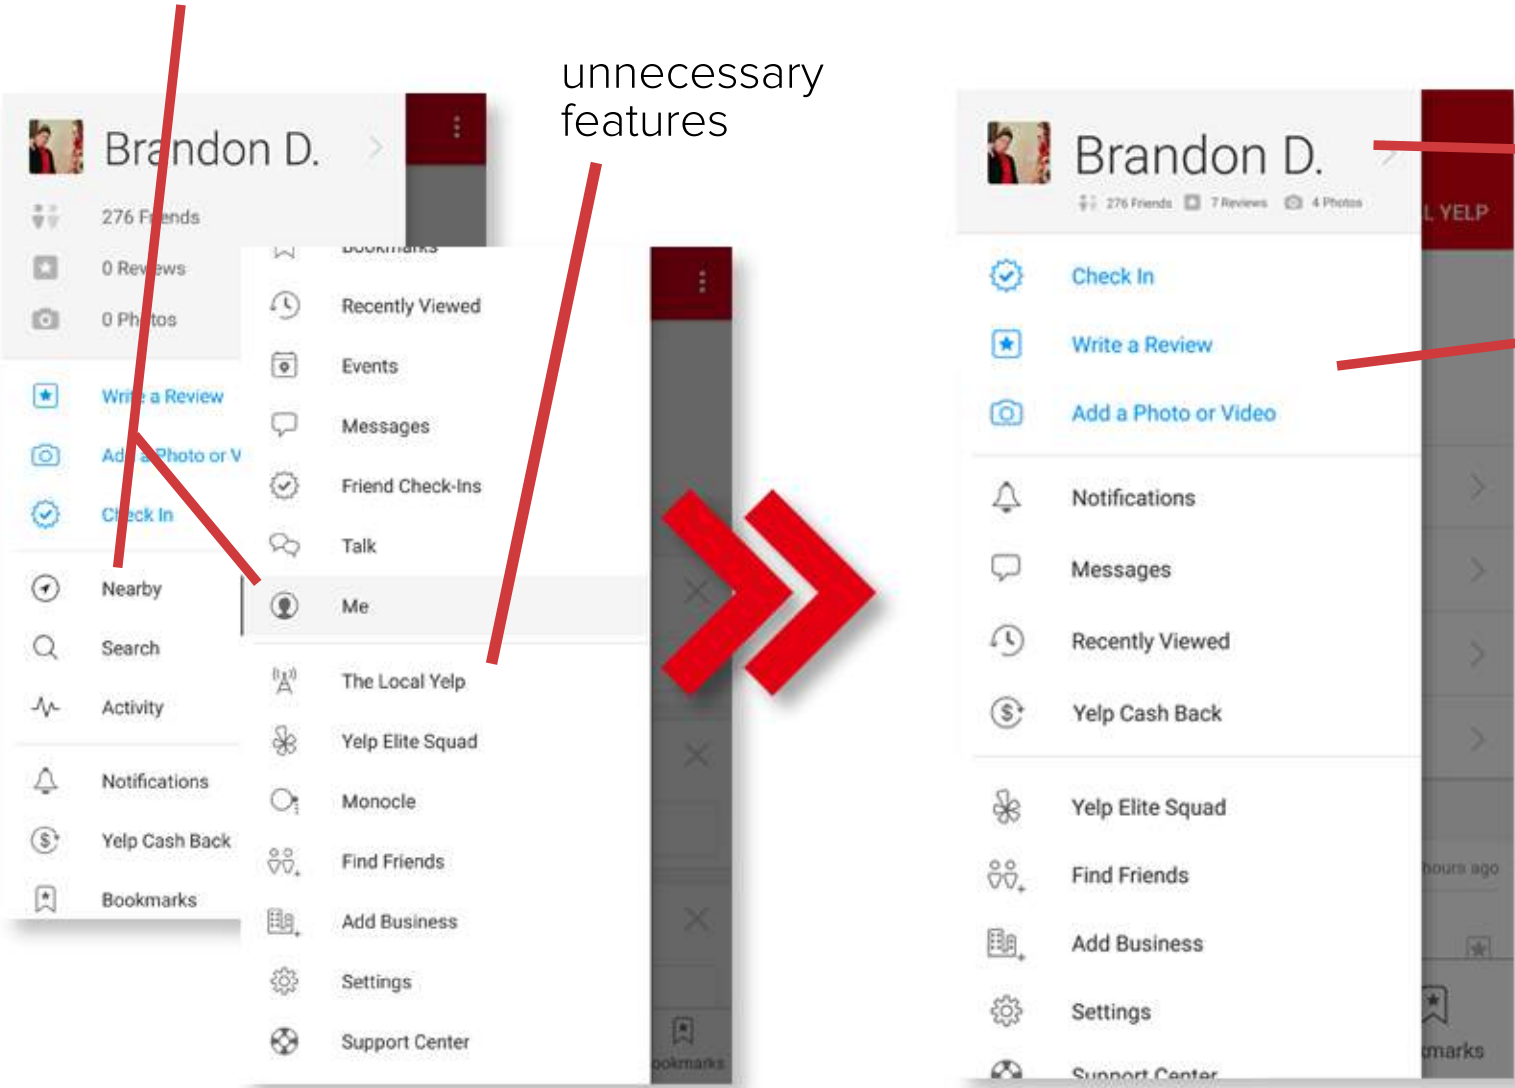 unnecessary
features
Brandon D.
276 Friends
0 Reviews
0 Photos
Write a Review
Add a Photo or V
Check In
Nearby
Search
Activity
Notifications
Yelp Cash Back
Bookmarks
Bookmarks
Recently Viewed
Events
Messages
Friend Check-Ins
Talk
Me
The Local Yelp
Yelp Elite Squad
Monocle
Find Friends
Add Business
Settings
Support Center
ookmarks
Brandon D.
276 Friends 7 Reviews 4 Photos
L YELP
Check In
Write a Review
Add a Photo or Video
Notifications
Messages
Recently Viewed
Yelp Cash Back
Yelp Elite Squad
Find Friends
Add Business
Settings
Support Center
hours ago
kmarks